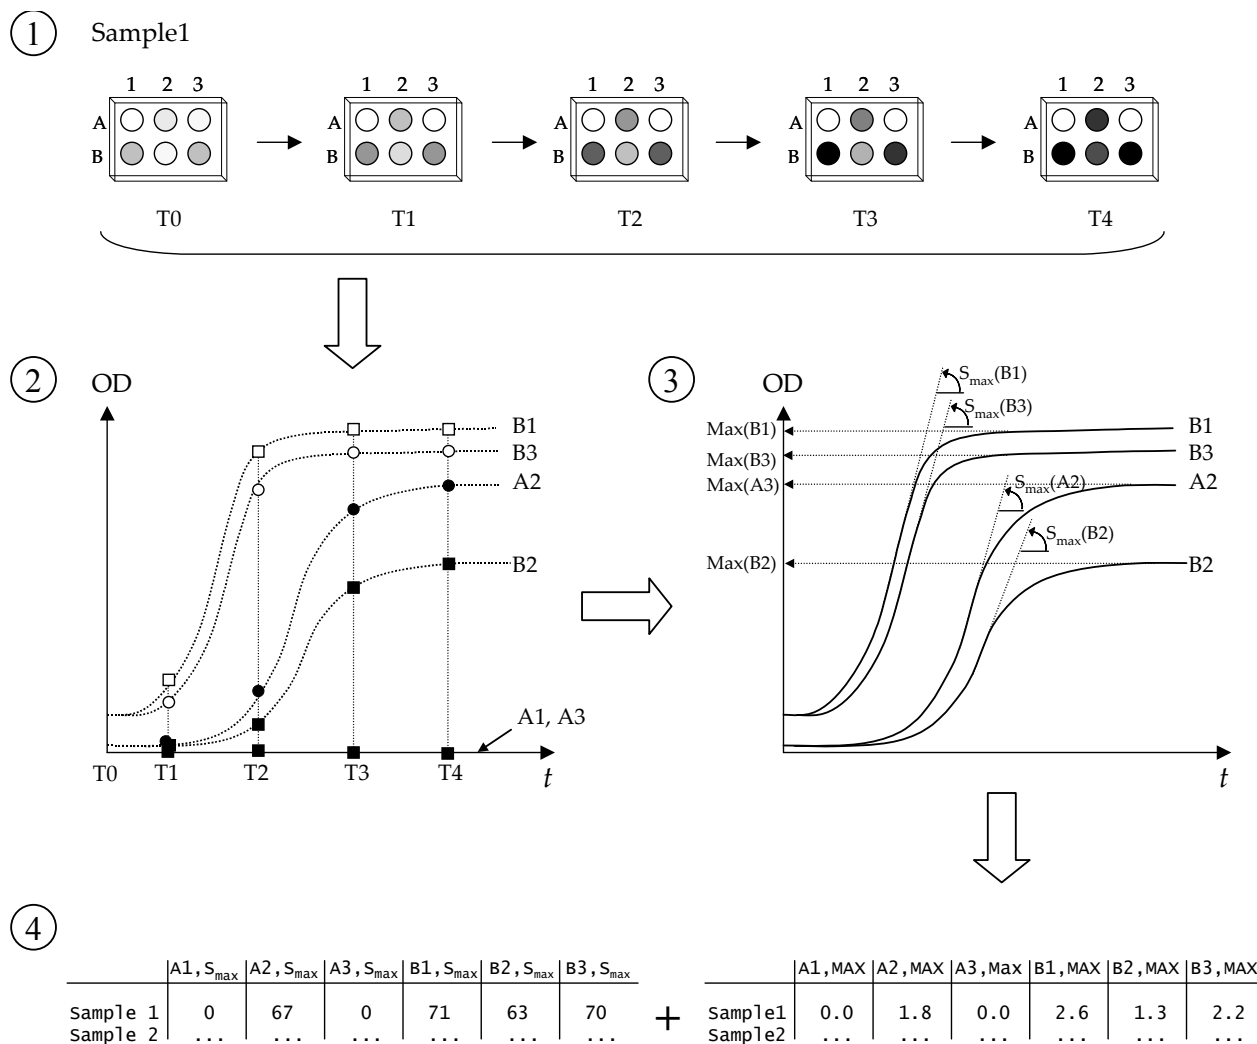 1 Sample1
1 2 3 1 2 3 1 2 3 1 2 3 1 2 3
A A A A A
B B B B B
T0 T1 T2 T3 T4
2 OD
B1
B3
A2
B2
A1, A3
T0 T1 T2 T3 T4 t
3 OD
Smax(B1)
Smax(B3)
Max(B1) B1
Max(B3) B3
Max(A3) Smax(A2) A2
Smax(B2)
Max(B2) B2
t
4
A1,Smax A2,Smax A3,Smax B1,Smax B2,Smax B3,Smax
Sample 1 0 67 0 71 63 70
Sample 2 ... ... ... ... ... ...
+
A1,MAX A2,MAX A3,Max B1,MAX B2,MAX B3,MAX
Sample1 0.0 1.8 0.0 2.6 1.3 2.2
Sample2 ... ... ... ... ... ...